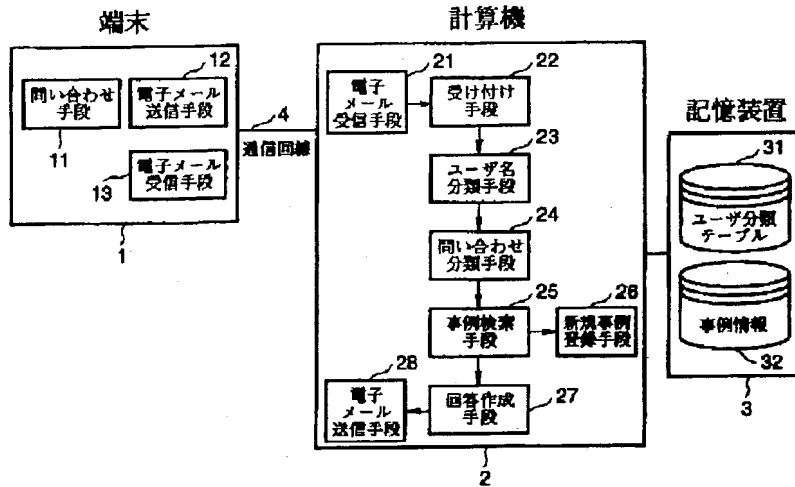 端末
問い合わせ
手段
11
12
電子メール
送信手段
13
電子メール
受信手段
1
4
通信回線
計算機
21
電子
メール
受信手段
22
受け付け
手段
23
ユーザ名
分類手段
24
問い合わせ
分類手段
25
事例検索
手段
26
新規事例
登録手段
27
回答作成
手段
28
電子
メール
送信手段
2
記憶装置
31
ユーザ分類
テーブル
事例情報
32
3